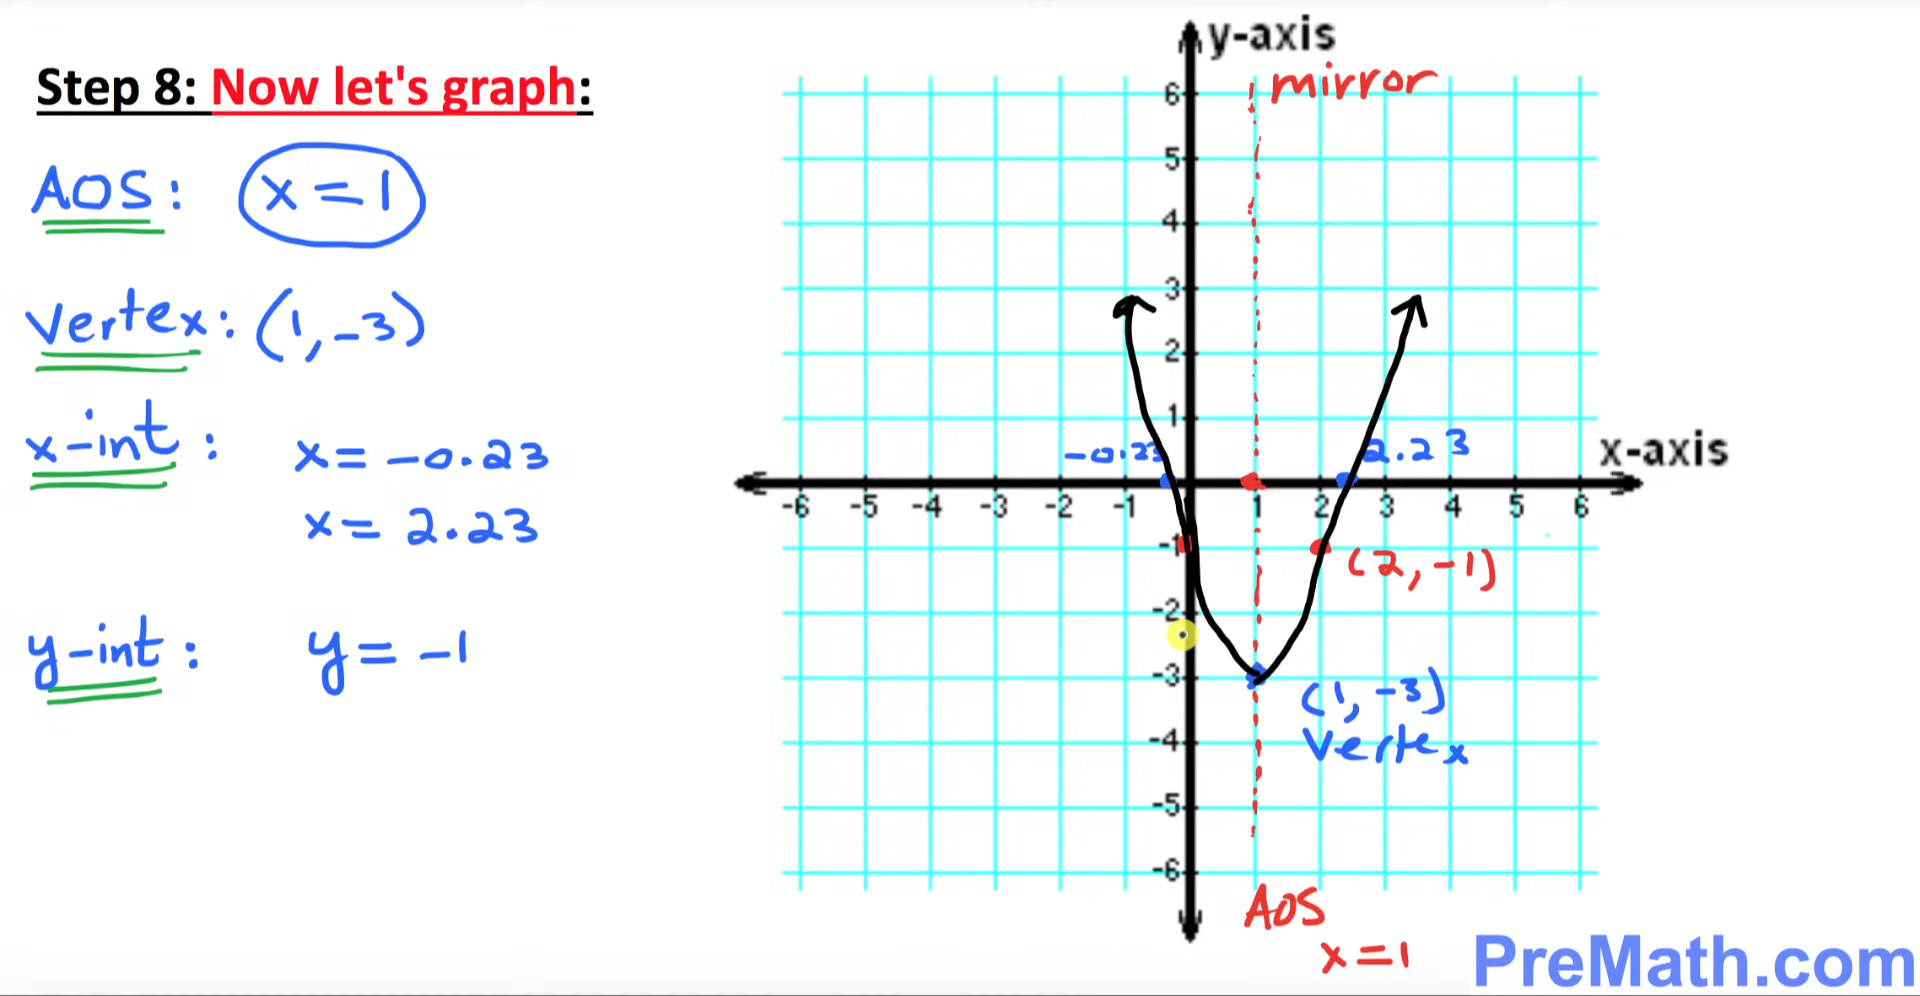 Step 8: Now let's graph:
AOS: x = 1
Vertex: (1, -3)
x-int: x = -0.23
x = 2.23
y-int: y = -1
y-axis
mirror
6
5
4
3
2
1
-0.23
2.23
x-axis
-6 -5 -4 -3 -2 -1 1 2 3 4 5 6
-1
(2, -1)
-2
-3
(1, -3)
Vertex
-4
-5
-6
AOS
x = 1
PreMath.com